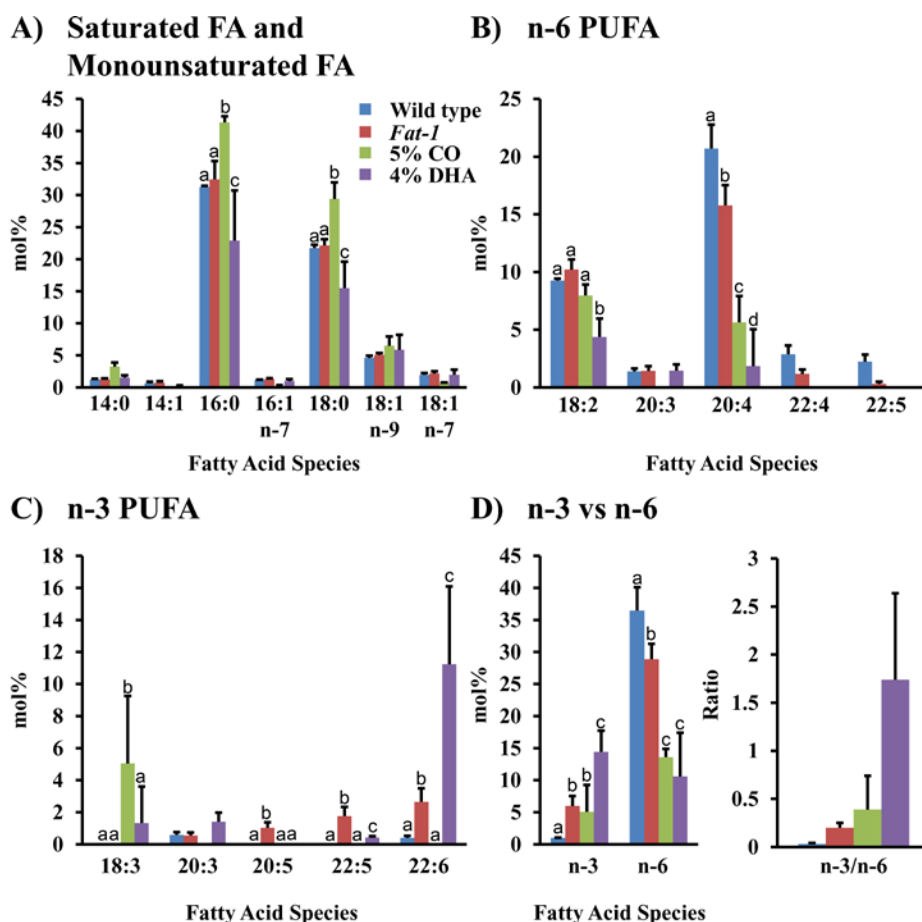 A) Saturated FA and
Monounsaturated FA
45
40
35
30
25
20
15
10
5
0
mol%
Wild type
Fat-1
5% CO
4% DHA
a a b c
a a b c
14:0 14:1 16:0 16:1 18:0 18:1 18:1
n-7 n-9 n-7
Fatty Acid Species
B) n-6 PUFA
25
20
15
10
5
0
mol%
a a a b
a b c d
18:2 20:3 20:4 22:4 22:5
Fatty Acid Species
C) n-3 PUFA
18
16
14
12
10
8
6
4
2
0
mol%
a a b a
a b a a
a b a c
a b a c
18:3 20:3 20:5 22:5 22:6
Fatty Acid Species
D) n-3 vs n-6
45
40
35
30
25
20
15
10
5
0
mol%
a b b c
a b c c
n-3 n-6
Fatty Acid Species
3
2.5
2
1.5
1
0.5
0
Ratio
n-3/n-6